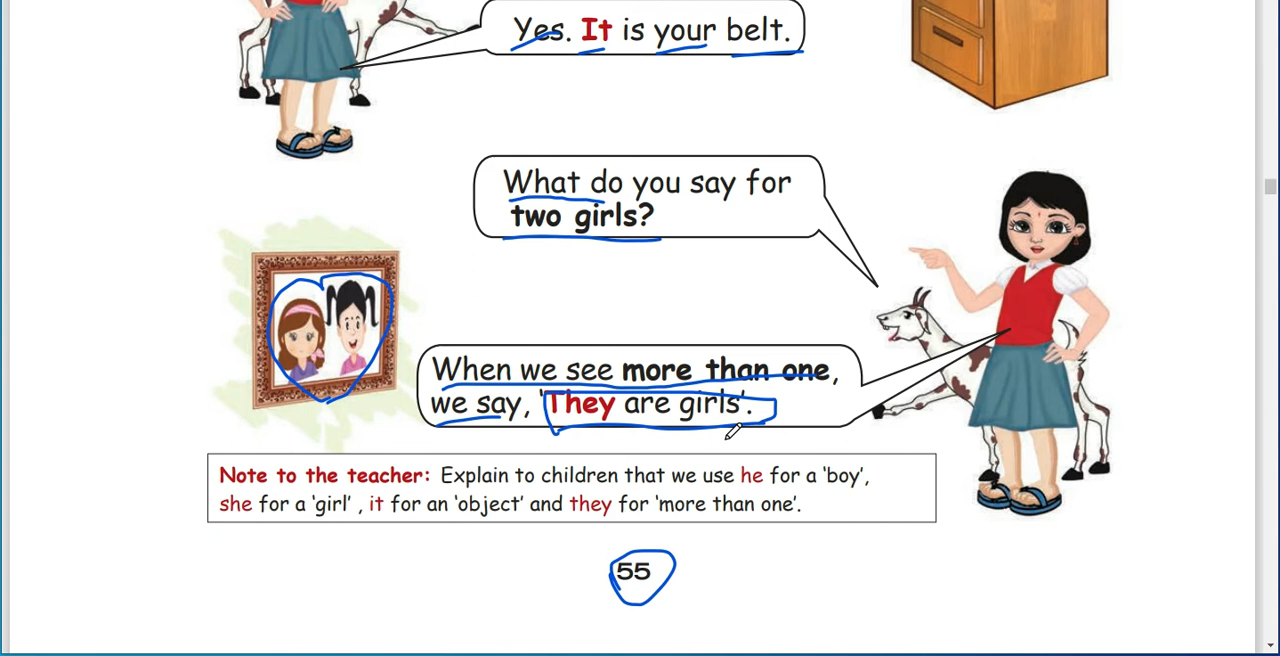 Yes. It is your belt.
What do you say for
two girls?
When we see more than one,
we say, 'They are girls'.
Note to the teacher: Explain to children that we use he for a 'boy',
she for a 'girl' , it for an 'object' and they for 'more than one'.
55